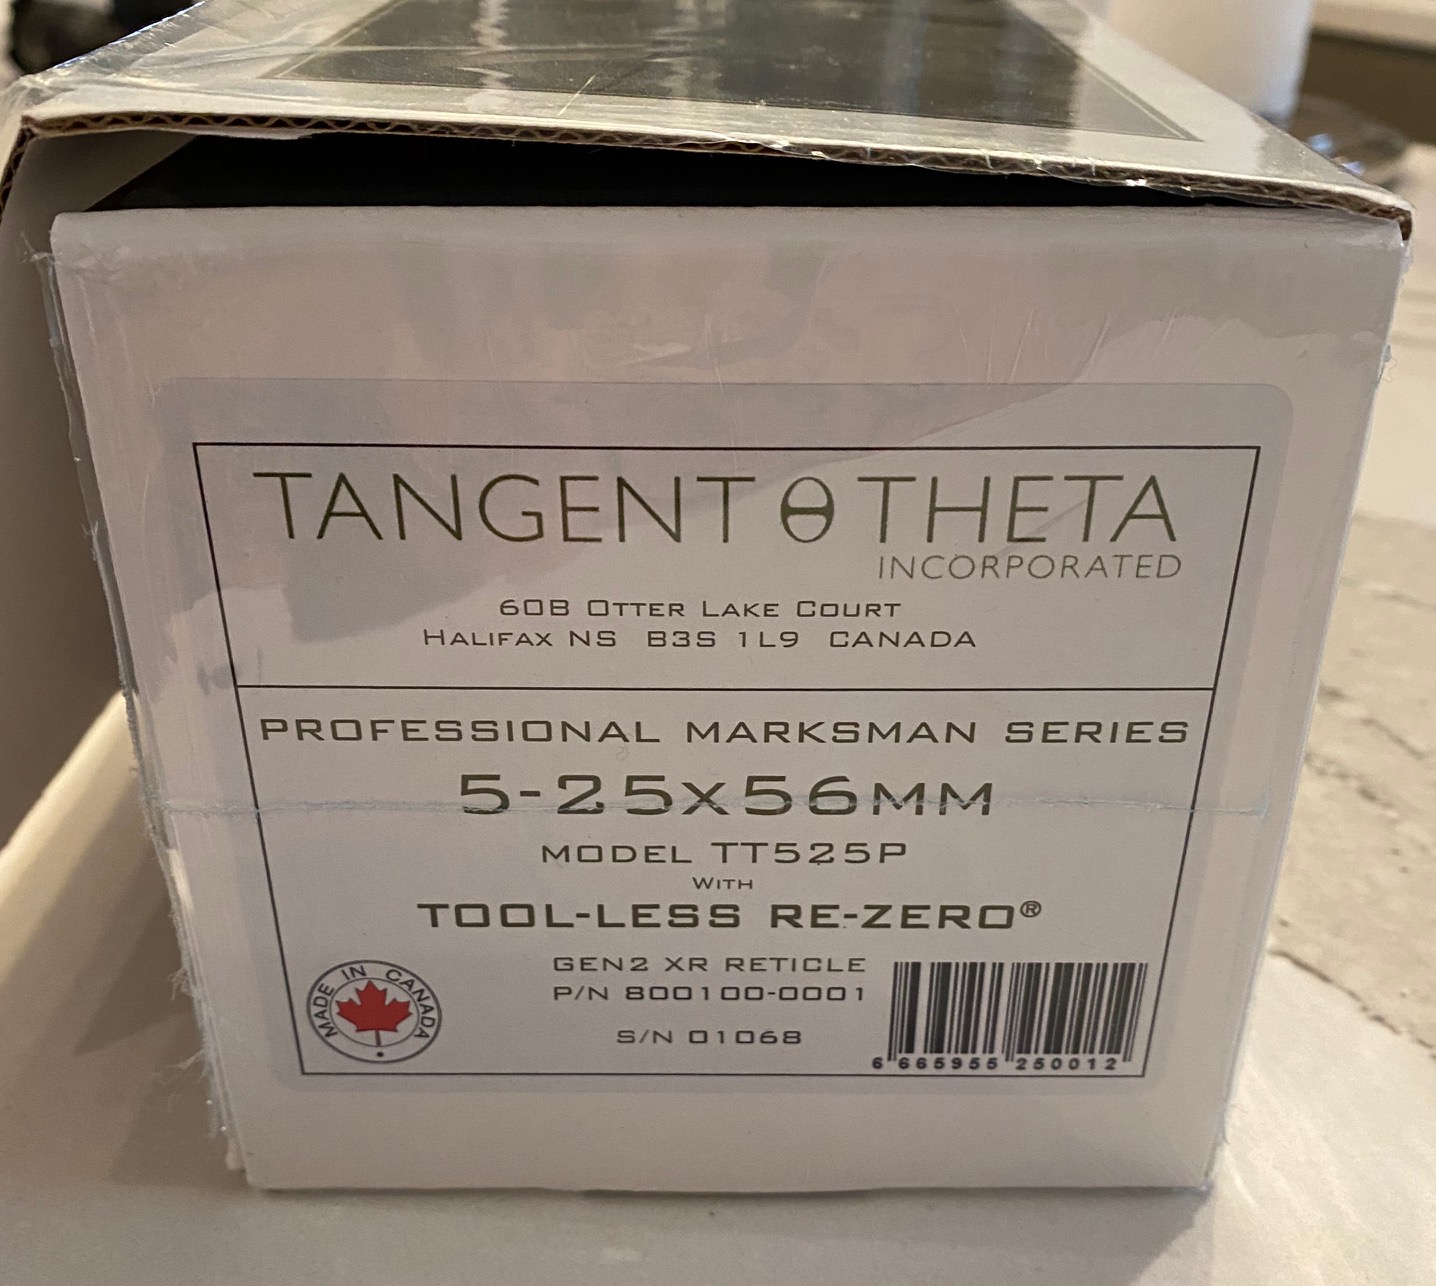 TANGENT θ THETA
INCORPORATED
60B OTTER LAKE COURT
HALIFAX NS B3S 1L9 CANADA
PROFESSIONAL MARKSMAN SERIES
5-25x56MM
MODEL TT525P
WITH
TOOL-LESS RE-ZERO®
GEN2 XR RETICLE
P/N 800100-0001
S/N 01068
MADE IN CANADA
6 665955 250012